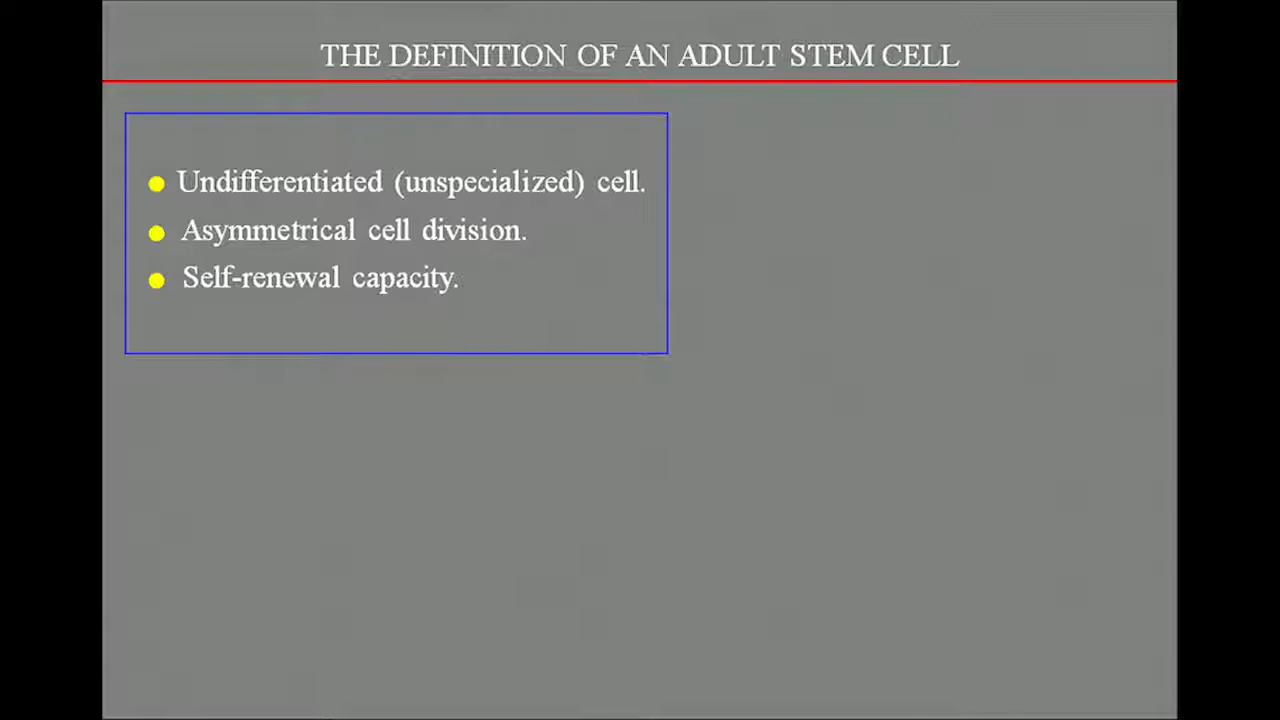 THE DEFINITION OF AN ADULT STEM CELL
Undifferentiated (unspecialized) cell.
Asymmetrical cell division.
Self-renewal capacity.